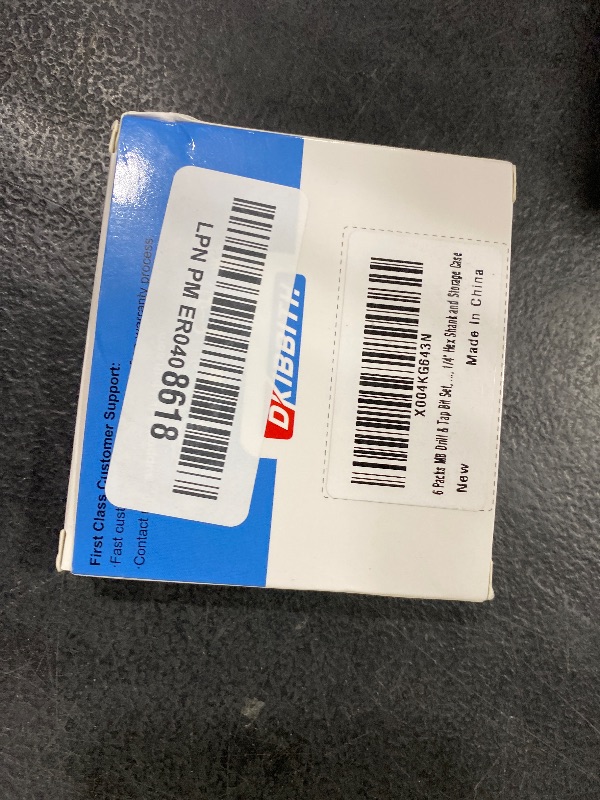 First Class Customer Support:
·Fast
warranty process
·Contact
LPN PM ER0408618
DKIBBITH
X004KG643N
6 Packs M8 Drill & Tap Bit Set, ... 1/4" Hex Shank and Storage Case
New
Made In China